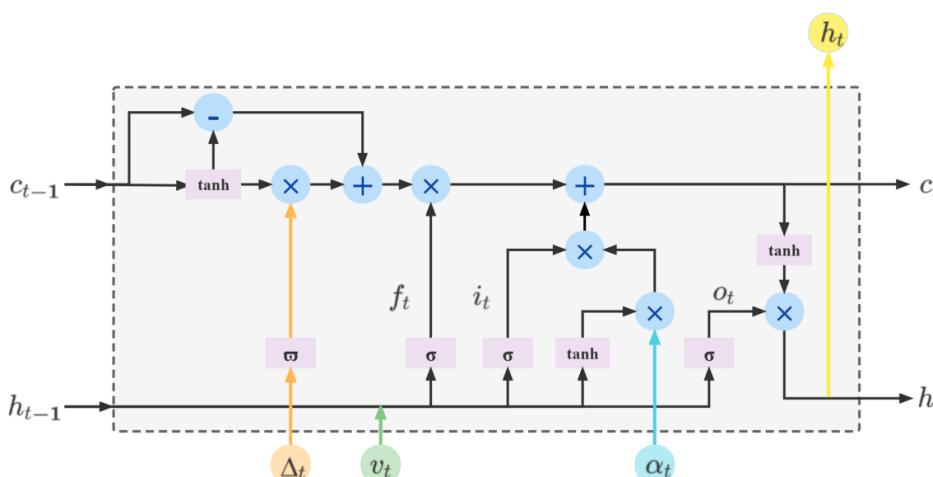 h_t
-
c_{t-1} tanh × + × + c
×
tanh
f_t i_t o_t
× ×
ϖ σ σ tanh σ
h_{t-1} h
Δ_t v_t α_t